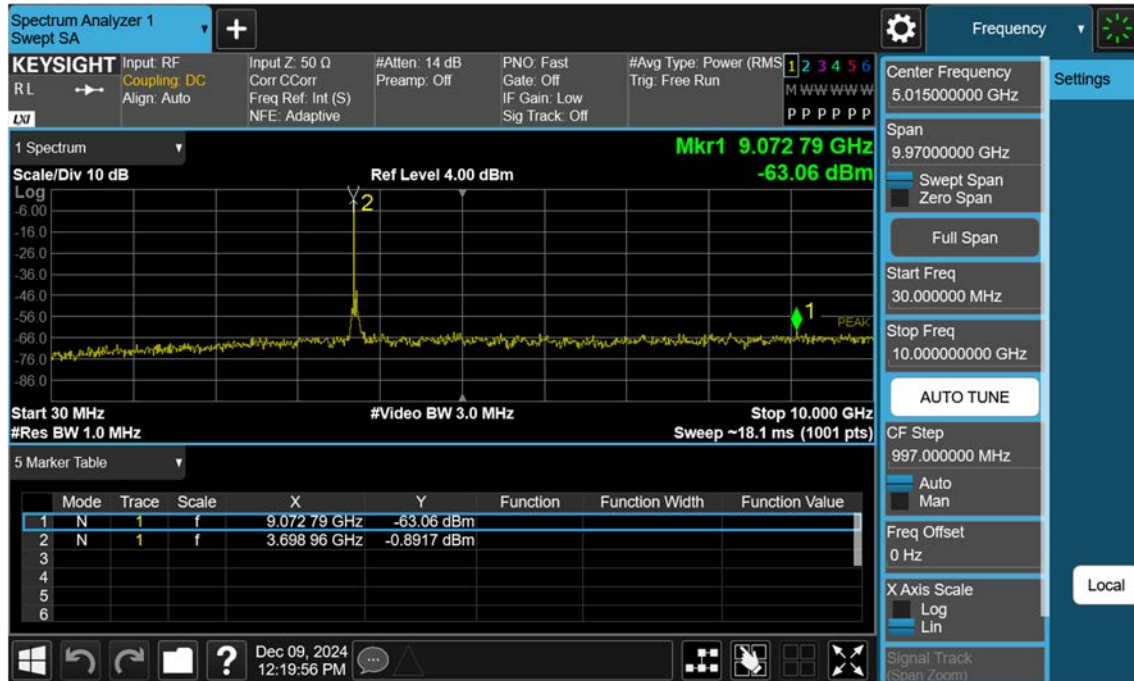 Spectrum Analyzer 1
Swept SA
Frequency
KEYSIGHT
RL
LXI
Input: RF
Coupling: DC
Align: Auto
Input Z: 50 Ω
Corr CCorr
Freq Ref: Int (S)
NFE: Adaptive
#Atten: 14 dB
Preamp: Off
PNO: Fast
Gate: Off
IF Gain: Low
Sig Track: Off
#Avg Type: Power (RMS
Trig: Free Run
1 2 3 4 5 6
M W W W W W
P P P P P P
1 Spectrum
Mkr1 9.072 79 GHz
-63.06 dBm
Scale/Div 10 dB
Ref Level 4.00 dBm
Log
-6.00
-16.0
-26.0
-36.0
-46.0
-56.0
-66.0
-76.0
-86.0
2
1
PEAK
Start 30 MHz
#Video BW 3.0 MHz
Stop 10.000 GHz
#Res BW 1.0 MHz
Sweep ~18.1 ms (1001 pts)
5 Marker Table
Mode Trace Scale X Y Function Function Width Function Value
1 N 1 f 9.072 79 GHz -63.06 dBm
2 N 1 f 3.698 96 GHz -0.8917 dBm
3
4
5
6
Dec 09, 2024
12:19:56 PM
Center Frequency
5.015000000 GHz
Span
9.97000000 GHz
Swept Span
Zero Span
Full Span
Start Freq
30.000000 MHz
Stop Freq
10.000000000 GHz
AUTO TUNE
CF Step
997.000000 MHz
Auto
Man
Freq Offset
0 Hz
X Axis Scale
Log
Lin
Signal Track
(Span Zoom)
Settings
Local